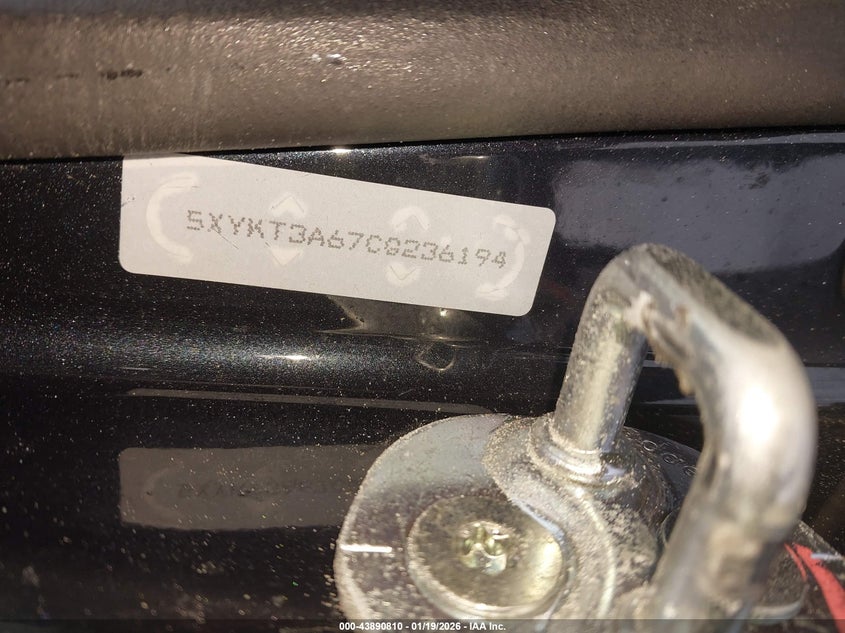 5XYKT3A67CG236194
000-43890810 - 01/19/2026 - IAA Inc.